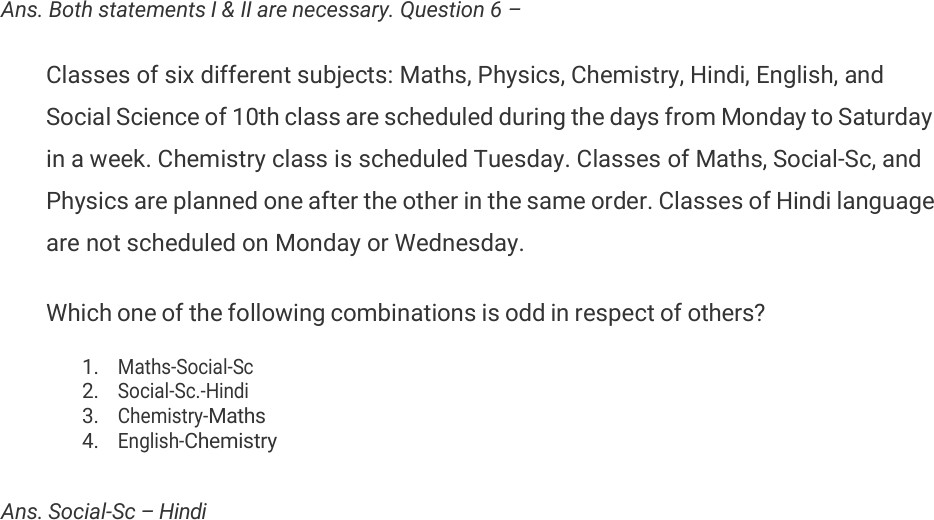 Ans. Both statements I & II are necessary. Question 6 –
Classes of six different subjects: Maths, Physics, Chemistry, Hindi, English, and
Social Science of 10th class are scheduled during the days from Monday to Saturday
in a week. Chemistry class is scheduled Tuesday. Classes of Maths, Social-Sc, and
Physics are planned one after the other in the same order. Classes of Hindi language
are not scheduled on Monday or Wednesday.
Which one of the following combinations is odd in respect of others?
1. Maths-Social-Sc
2. Social-Sc.-Hindi
3. Chemistry-Maths
4. English-Chemistry
Ans. Social-Sc – Hindi